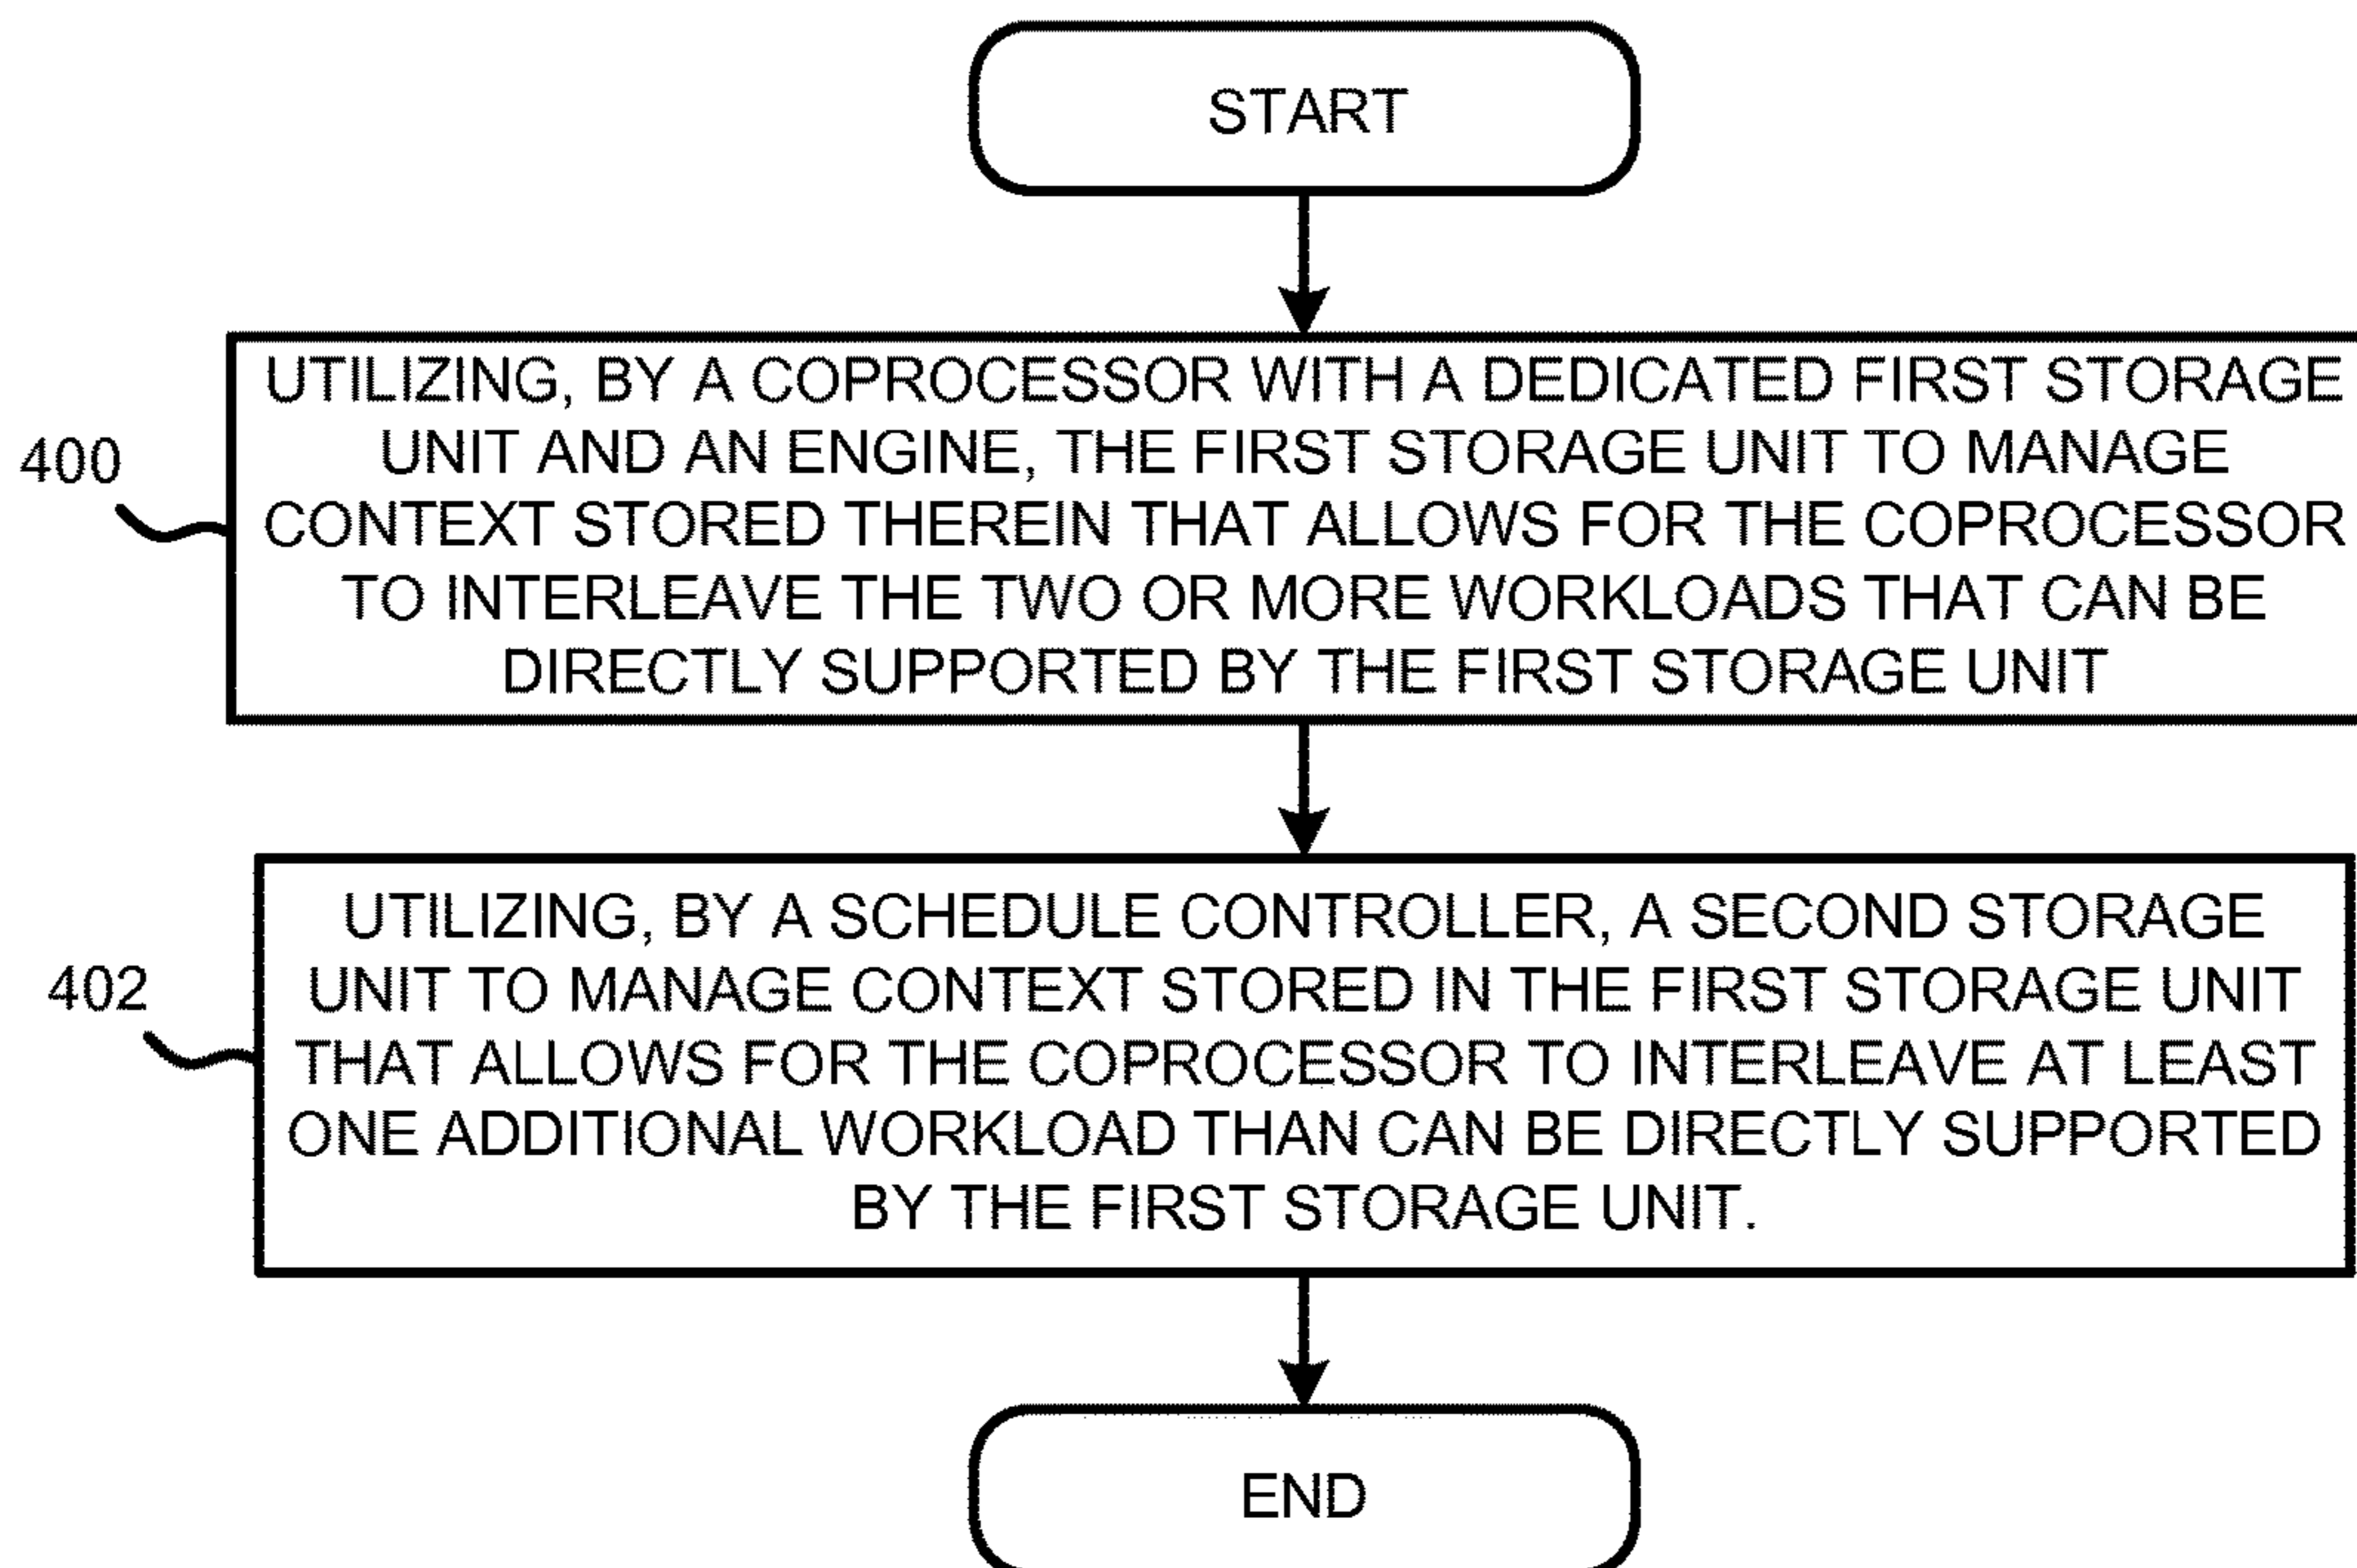 START
UTILIZING, BY A COPROCESSOR WITH A DEDICATED FIRST STORAGE
UNIT AND AN ENGINE, THE FIRST STORAGE UNIT TO MANAGE
400
CONTEXT STORED THEREIN THAT ALLOWS FOR THE COPROCESSOR
TO INTERLEAVE THE TWO OR MORE WORKLOADS THAT CAN BE
DIRECTLY SUPPORTED BY THE FIRST STORAGE UNIT
UTILIZING, BY A SCHEDULE CONTROLLER, A SECOND STORAGE
402
UNIT TO MANAGE CONTEXT STORED IN THE FIRST STORAGE UNIT
THAT ALLOWS FOR THE COPROCESSOR TO INTERLEAVE AT LEAST
ONE ADDITIONAL WORKLOAD THAN CAN BE DIRECTLY SUPPORTED
BY THE FIRST STORAGE UNIT.
END